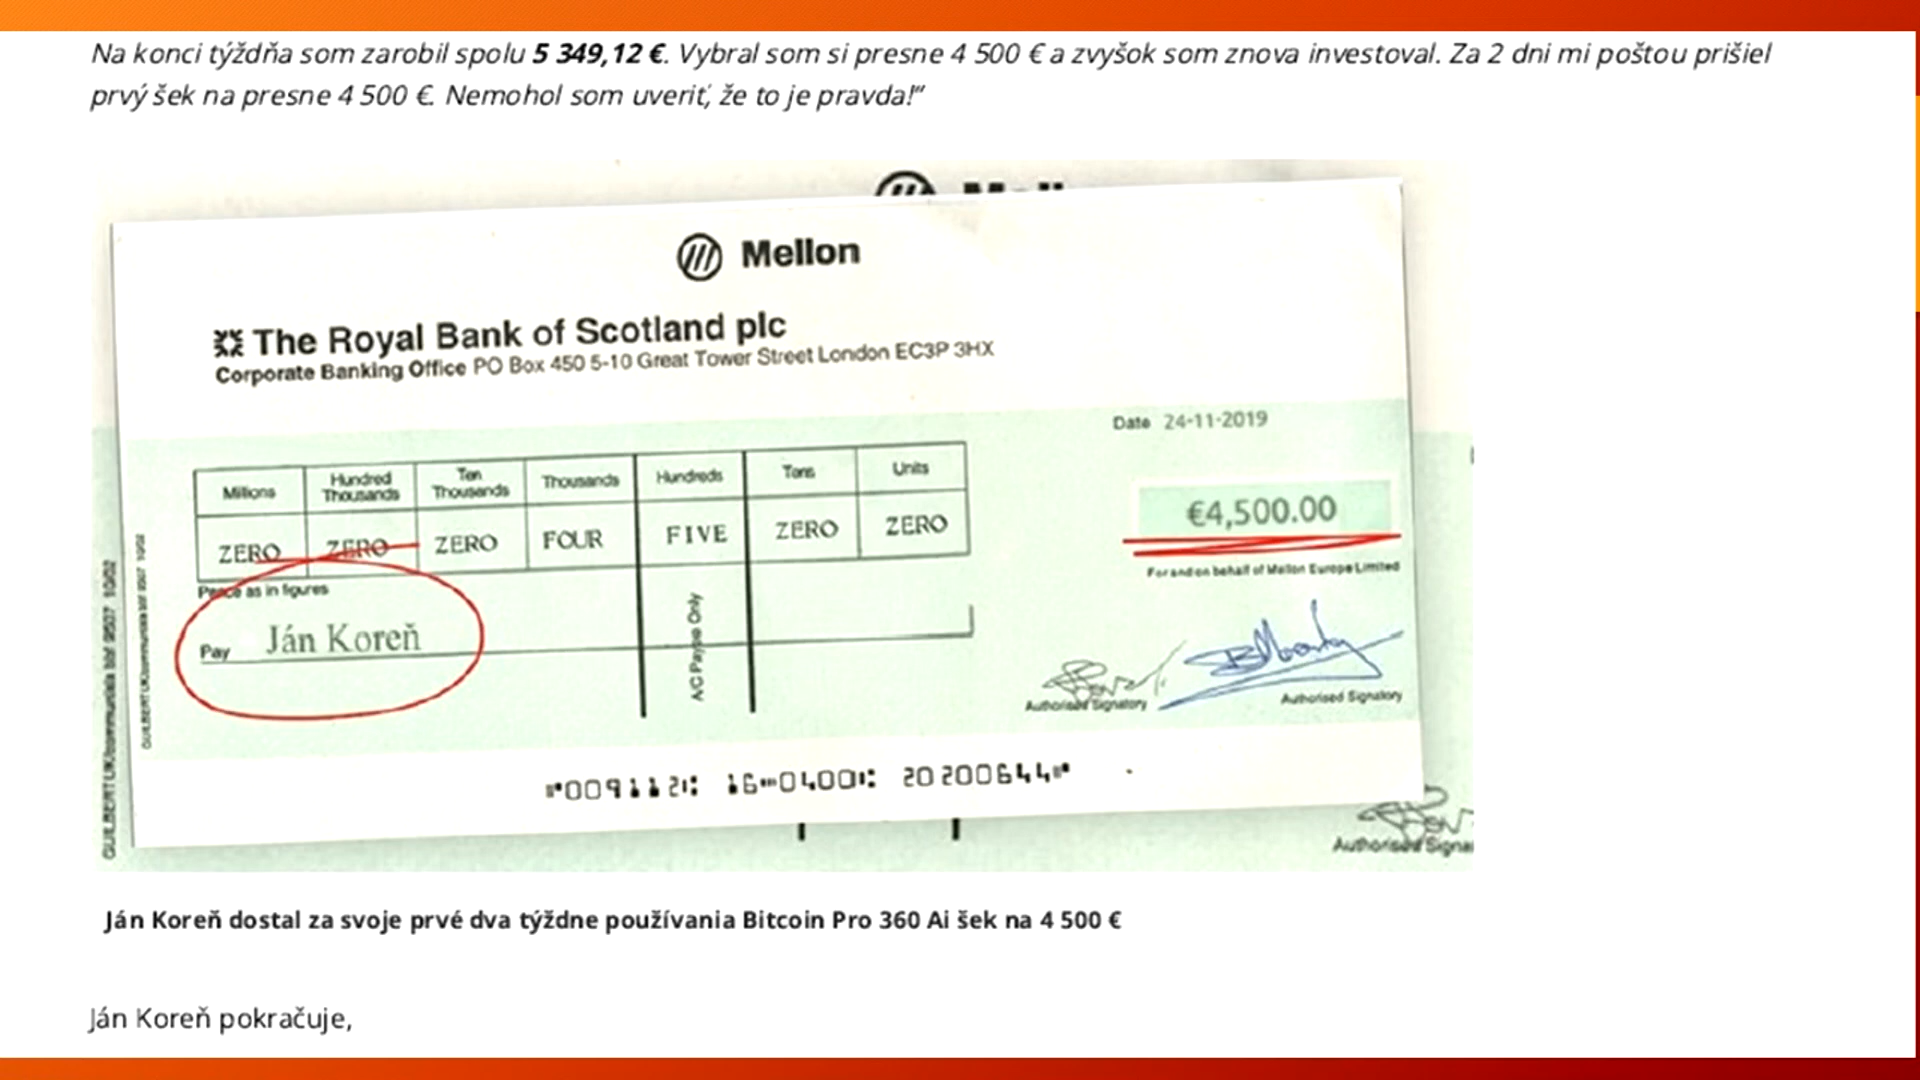 Na konci týždňa som zarobil spolu 5 349,12 €. Vybral som si presne 4 500 € a zvyšok som znova investoval. Za 2 dni mi poštou prišiel
prvý šek na presne 4 500 €. Nemohol som uveriť, že to je pravda!“
Mellon
The Royal Bank of Scotland plc
Corporate Banking Office PO Box 450 5-10 Great Tower Street London EC3P 3HX
Date 24-11-2019
Millions Hundred Thousands Ten Thousands Thousands Hundreds Tens Units
ZERO ZERO ZERO FOUR FIVE ZERO ZERO
€4,500.00
For and on behalf of Mellon Europe Limited
Pence as in figures
Pay Ján Koreň
A/C Payee Only
Authorised Signatory
Authorised Signatory
009112 16-0400 20200644
Authorised Signa
Ján Koreň dostal za svoje prvé dva týždne používania Bitcoin Pro 360 Ai šek na 4 500 €
Ján Koreň pokračuje,